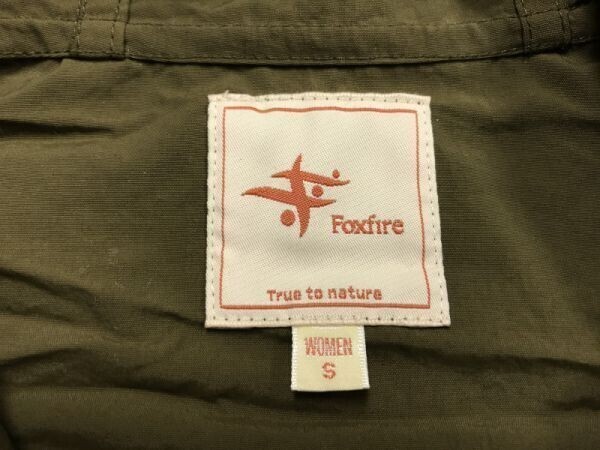 Foxfire
True to nature
WOMEN
S